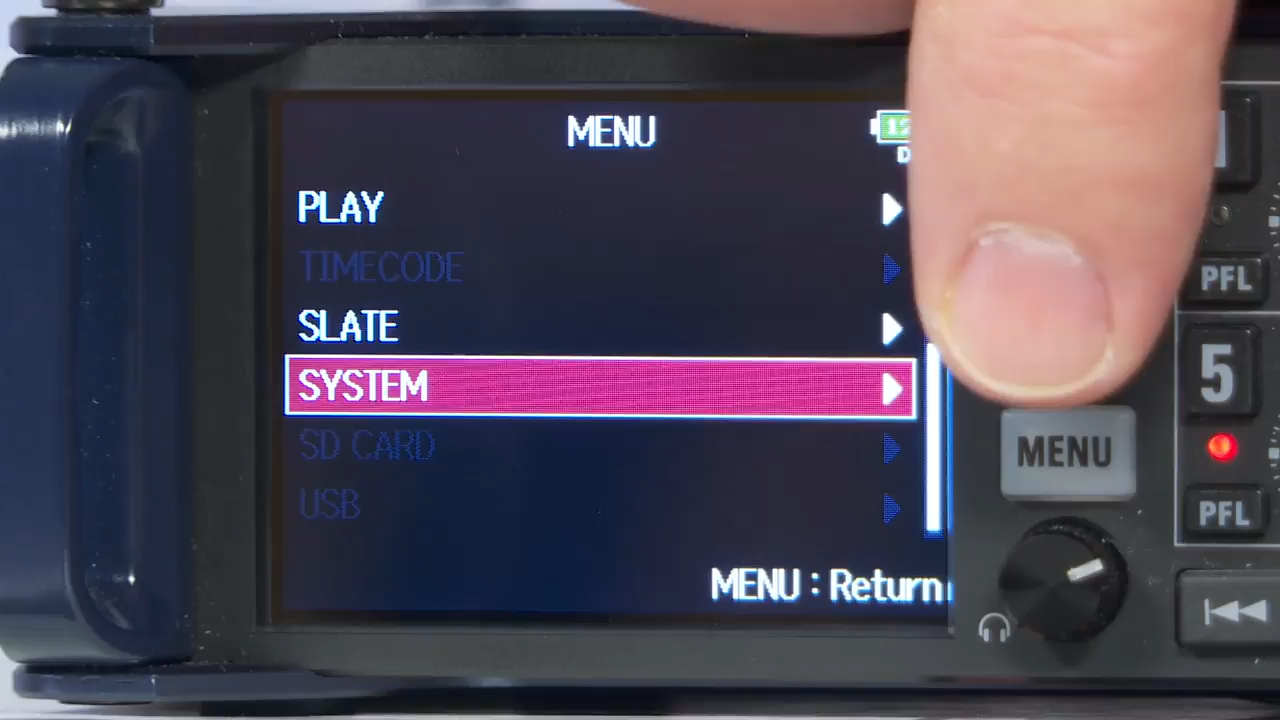 MENU
PLAY
TIMECODE
SLATE
SYSTEM
SD CARD
USB
MENU : Return
PFL
5
MENU
PFL